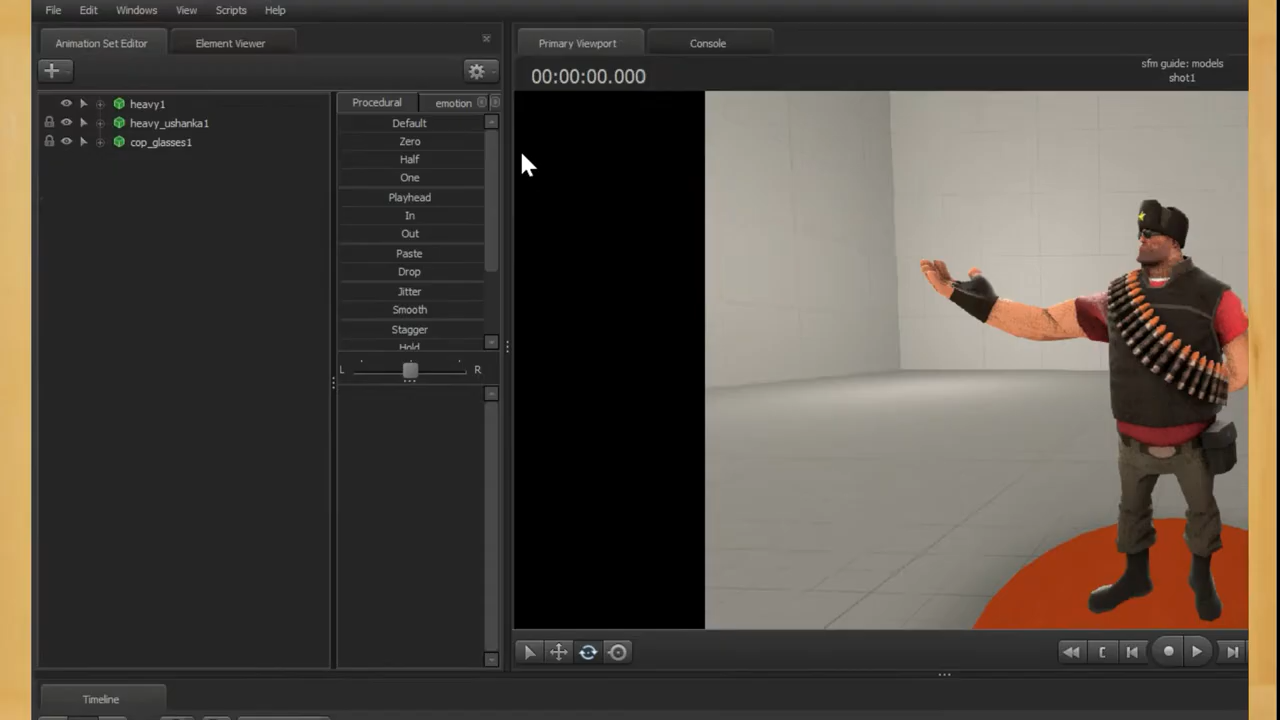 File Edit Windows View Scripts Help
Animation Set Editor Element Viewer
Primary Viewport Console
00:00:00.000
sfm guide: models
shot1
heavy1
heavy_ushanka1
cop_glasses1
Procedural emotion
Default
Zero
Half
One
Playhead
In
Out
Paste
Drop
Jitter
Smooth
Stagger
Hold
L R
Timeline